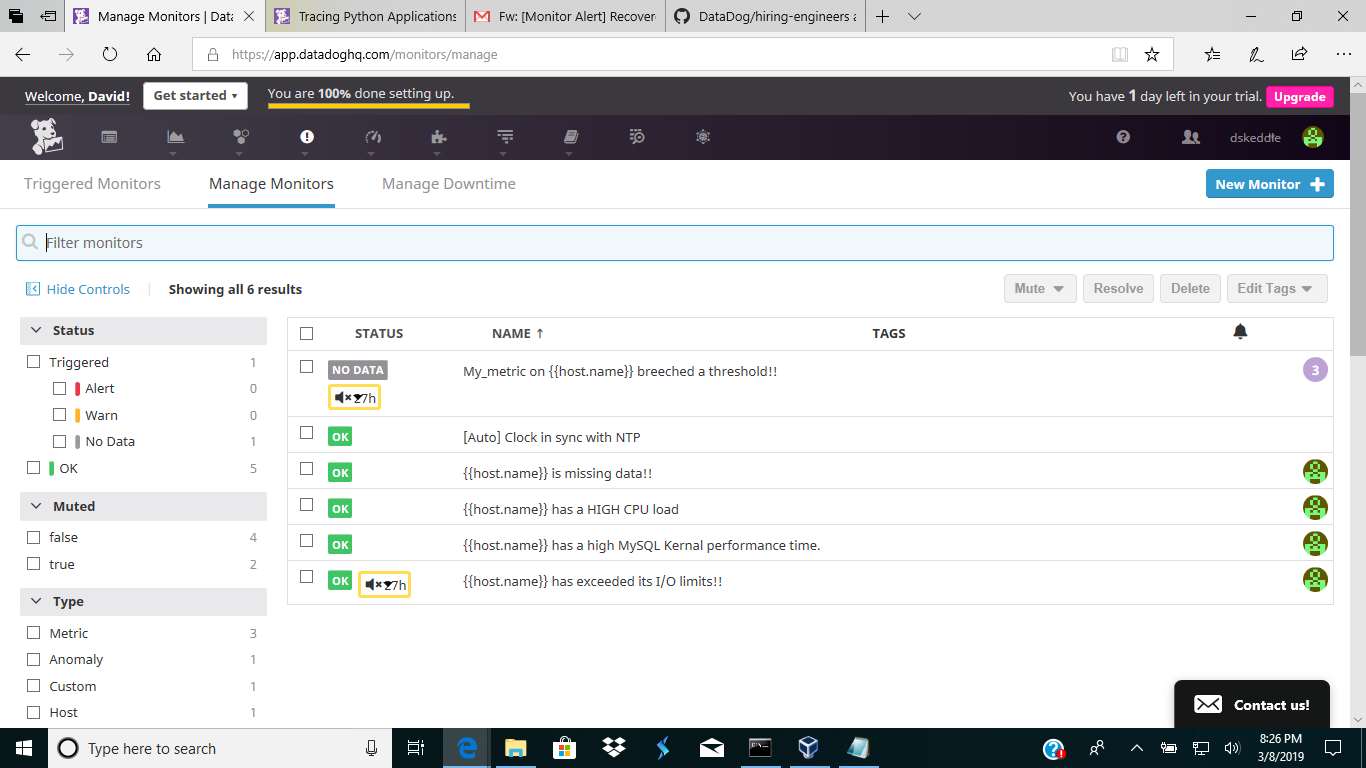 Manage Monitors | Data
Tracing Python Applications
Fw: [Monitor Alert] Recover
DataDog/hiring-engineers a
https://app.datadoghq.com/monitors/manage
Welcome, David!
Get started
You are 100% done setting up.
You have 1 day left in your trial.
Upgrade
dskeddle
Triggered Monitors
Manage Monitors
Manage Downtime
New Monitor
Filter monitors
Hide Controls
Showing all 6 results
Mute
Resolve
Delete
Edit Tags
Status
Triggered 1
Alert 0
Warn 0
No Data 1
OK 5
Muted
false 4
true 2
Type
Metric 3
Anomaly 1
Custom 1
Host 1
STATUS NAME ↑ TAGS
NO DATA My_metric on {{host.name}} breeched a threshold!! 3
27h
OK [Auto] Clock in sync with NTP
OK {{host.name}} is missing data!!
OK {{host.name}} has a HIGH CPU load
OK {{host.name}} has a high MySQL Kernal performance time.
OK 27h {{host.name}} has exceeded its I/O limits!!
Contact us!
Type here to search
8:26 PM
3/8/2019